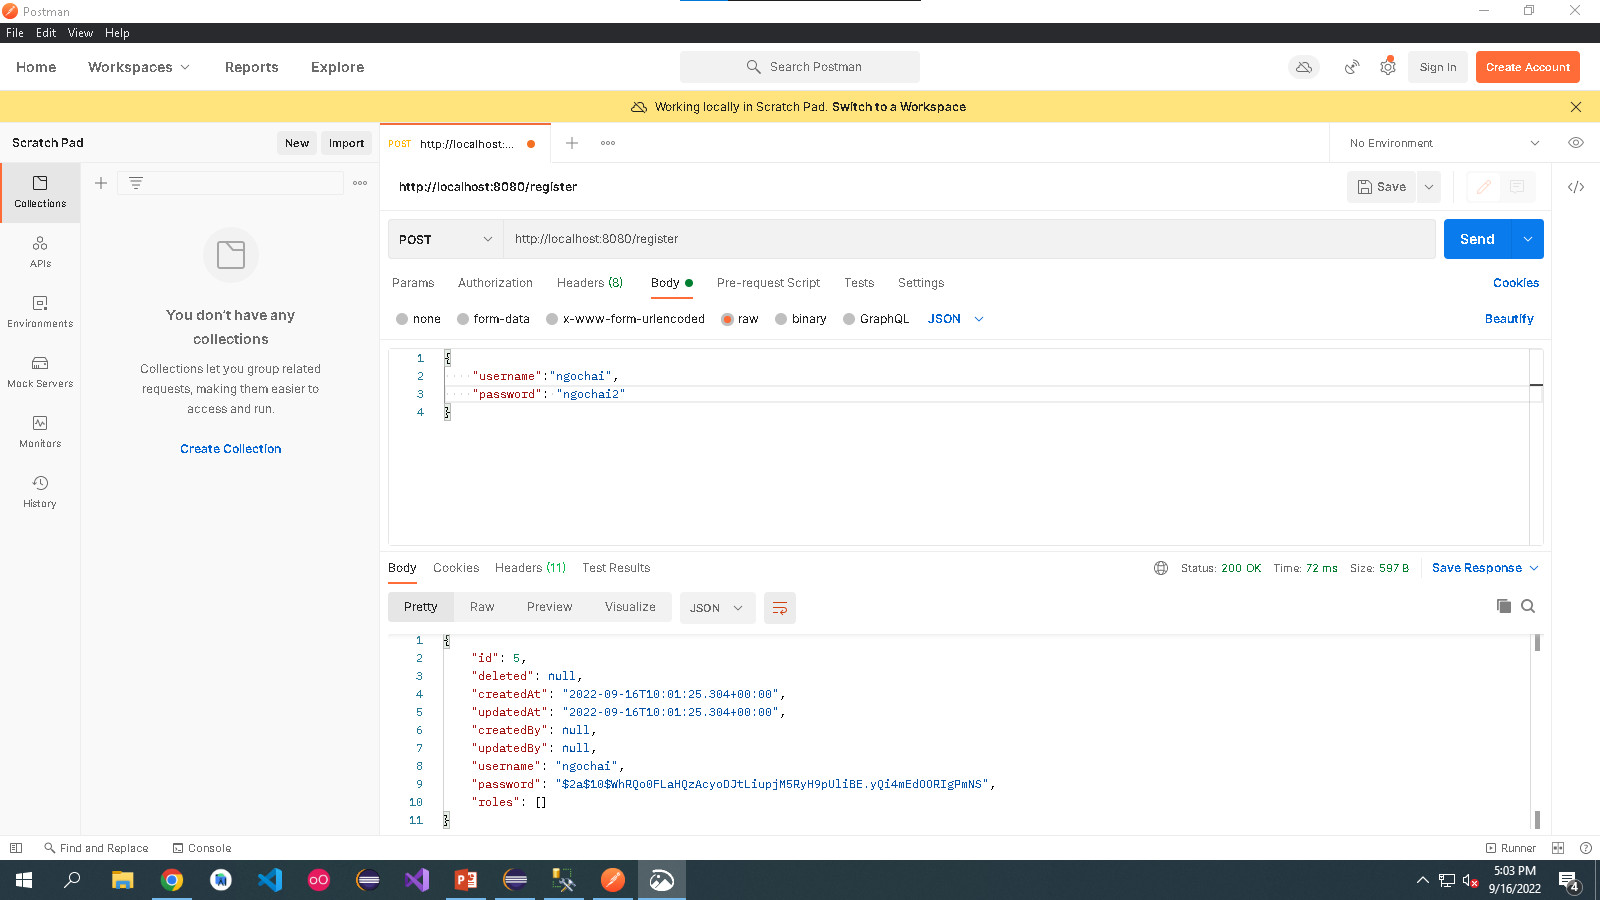 Postman
File Edit View Help
Home Workspaces Reports Explore
Search Postman
Sign In Create Account
Working locally in Scratch Pad. Switch to a Workspace
Scratch Pad New Import
POST http://localhost:...
No Environment
Collections
APIs
Environments
Mock Servers
Monitors
History
You don't have any
collections
Collections let you group related
requests, making them easier to
access and run.
Create Collection
http://localhost:8080/register
Save
POST http://localhost:8080/register Send
Params Authorization Headers (8) Body Pre-request Script Tests Settings Cookies
none form-data x-www-form-urlencoded raw binary GraphQL JSON Beautify
1 {
2 "username":"ngochai",
3 "password": "ngochai2"
4 }
Body Cookies Headers (11) Test Results
Status: 200 OK Time: 72 ms Size: 597 B Save Response
Pretty Raw Preview Visualize JSON
1 {
2 "id": 5,
3 "deleted": null,
4 "createdAt": "2022-09-16T10:01:25.304+00:00",
5 "updatedAt": "2022-09-16T10:01:25.304+00:00",
6 "createdBy": null,
7 "updatedBy": null,
8 "username": "ngochai",
9 "password": "$2a$10$WhRQo0FLaHQzAcyoDJtLiupjM5RyH9pUliBE.yQi4mEdOORIgPmNS",
10 "roles": []
11 }
Find and Replace Console
Runner
5:03 PM
9/16/2022
4